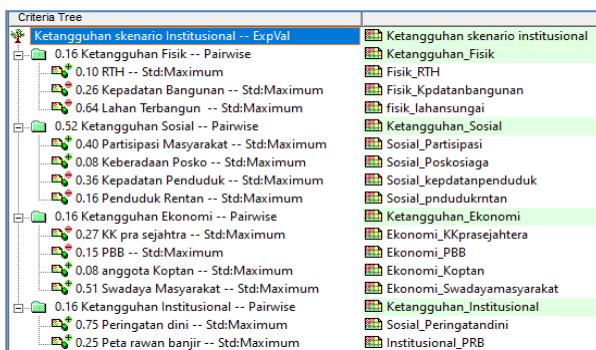 Criteria Tree
Ketangguhan skenario Institusional -- ExpVal Ketangguhan skenario institusional
0.16 Ketangguhan Fisik -- Pairwise Ketangguhan_Fisik
0.10 RTH -- Std:Maximum Fisik_RTH
0.26 Kepadatan Bangunan -- Std:Maximum Fisik_Kpdatanbangunan
0.64 Lahan Terbangun -- Std:Maximum fisik_lahansungai
0.52 Ketangguhan Sosial -- Pairwise Ketangguhan_Sosial
0.40 Partisipasi Masyarakat -- Std:Maximum Sosial_Partisipasi
0.08 Keberadaan Posko -- Std:Maximum Sosial_Poskosiaga
0.36 Kepadatan Penduduk -- Std:Maximum Sosial_kepdatanpenduduk
0.16 Penduduk Rentan -- Std:Maximum Sosial_pndudukrntan
0.16 Ketangguhan Ekonomi -- Pairwise Ketangguhan_Ekonomi
0.27 KK pra sejahtra -- Std:Maximum Ekonomi_KKprasejahtera
0.15 PBB -- Std:Maximum Ekonomi_PBB
0.08 anggota Koptan -- Std:Maximum Ekonomi_Koptan
0.51 Swadaya Masyarakat -- Std:Maximum Ekonomi_Swadayamasyarakat
0.16 Ketangguhan Institusional -- Pairwise Ketangguhan_Institusional
0.75 Peringatan dini -- Std:Maximum Sosial_Peringatandini
0.25 Peta rawan banjir -- Std:Maximum Institusional_PRB